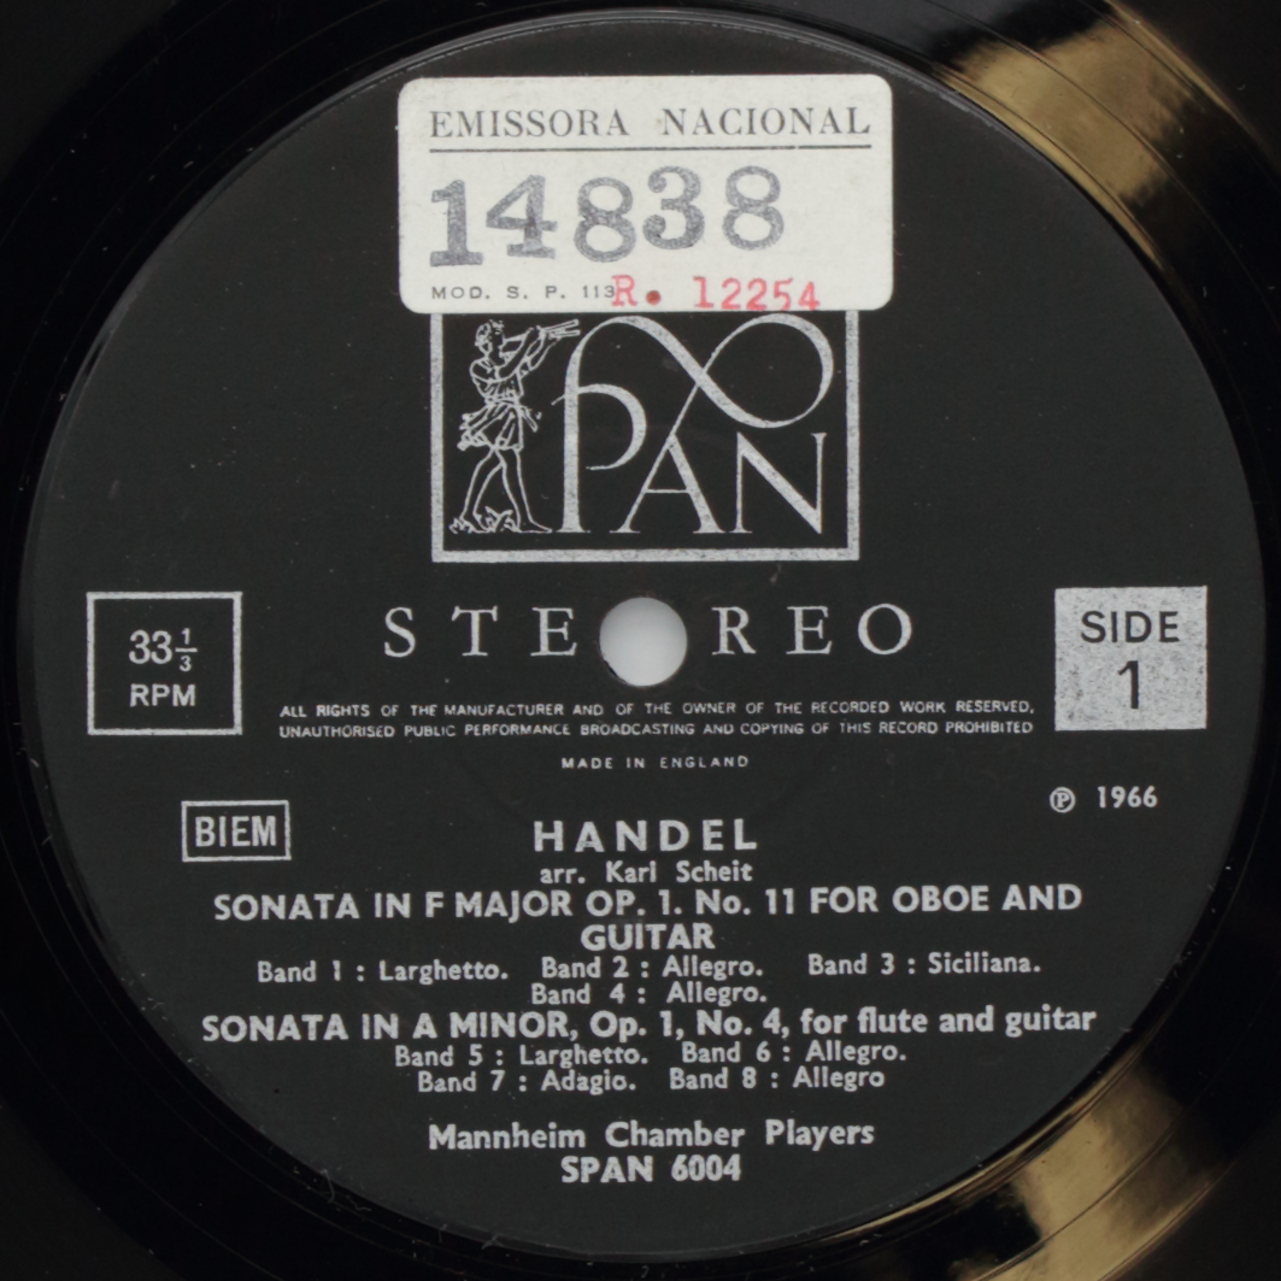 EMISSORA NACIONAL
14838
MOD. S. P. 113 R. 12254
PAN
STEREO
33 1/3
RPM
SIDE
1
ALL RIGHTS OF THE MANUFACTURER AND OF THE OWNER OF THE RECORDED WORK RESERVED,
UNAUTHORISED PUBLIC PERFORMANCE BROADCASTING AND COPYING OF THIS RECORD PROHIBITED
MADE IN ENGLAND
℗ 1966
BIEM
HANDEL
arr. Karl Scheit
SONATA IN F MAJOR OP. 1. No. 11 FOR OBOE AND
GUITAR
Band 1 : Larghetto. Band 2 : Allegro. Band 3 : Siciliana.
Band 4 : Allegro.
SONATA IN A MINOR, Op. 1, No. 4, for flute and guitar
Band 5 : Larghetto. Band 6 : Allegro.
Band 7 : Adagio. Band 8 : Allegro
Mannheim Chamber Players
SPAN 6004